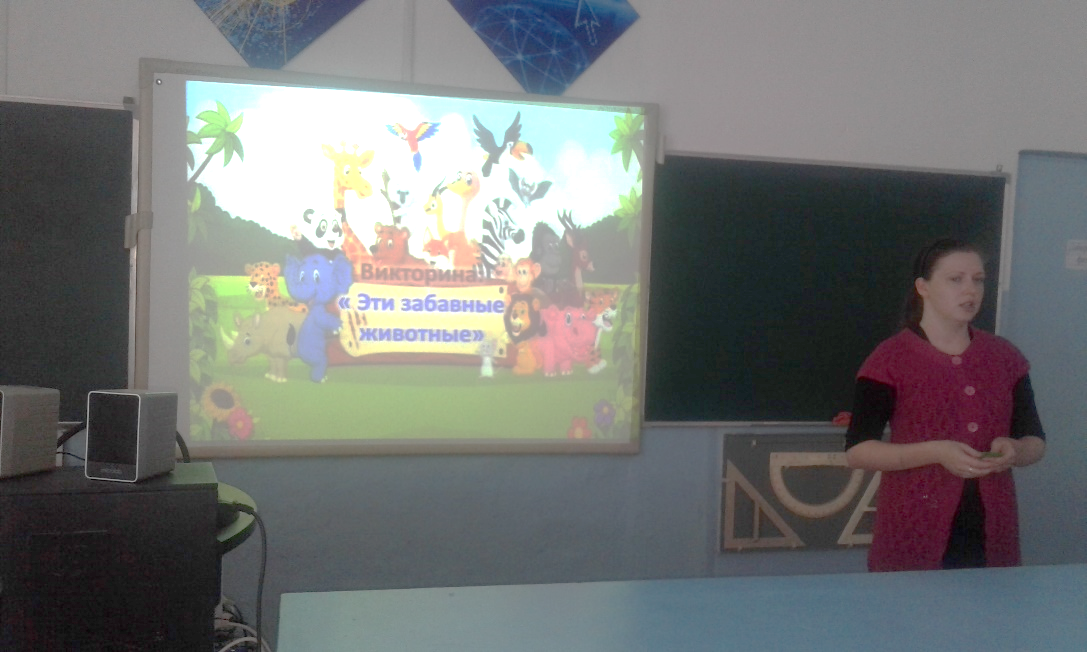 Викторина
« Эти забавные
животные»